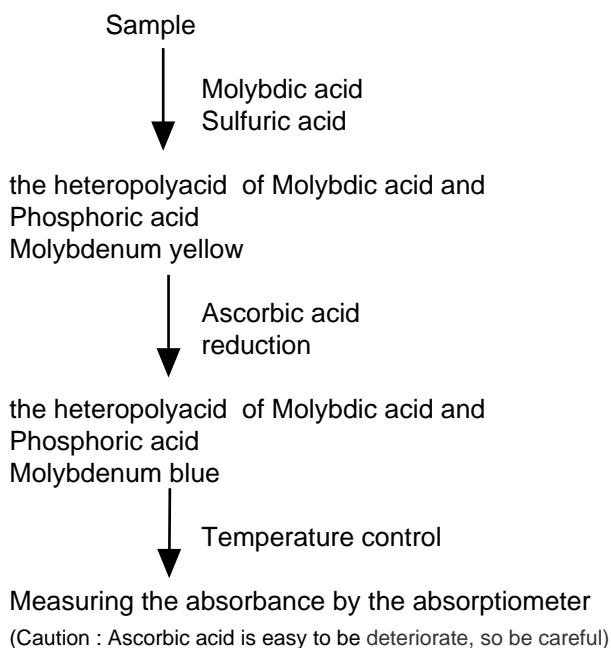 Sample
Molybdic acid
Sulfuric acid
the heteropolyacid of Molybdic acid and
Phosphoric acid
Molybdenum yellow
Ascorbic acid
reduction
the heteropolyacid of Molybdic acid and
Phosphoric acid
Molybdenum blue
Temperature control
Measuring the absorbance by the absorptiometer
(Caution : Ascorbic acid is easy to be deteriorate, so be careful)